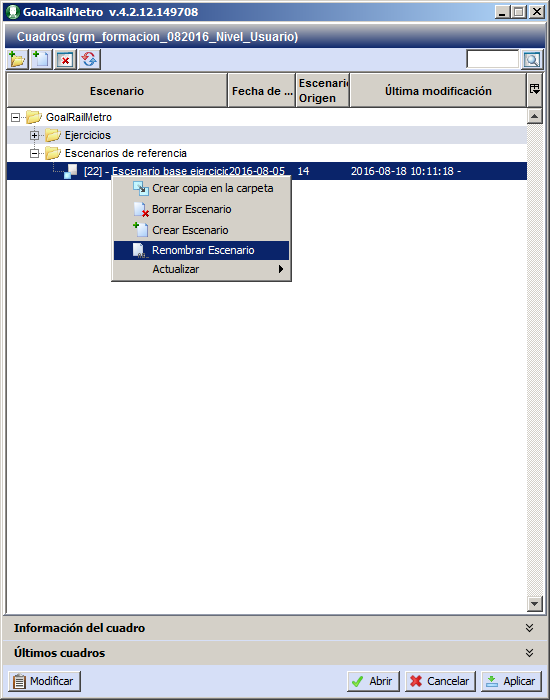 GoalRailMetro v.4.2.12.149708
Cuadros (grm_formacion_082016_Nivel_Usuario)
Escenario
Fecha de ...
Escenario
Origen
Última modificación
GoalRailMetro
Ejercicios
Escenarios de referencia
[22] - Escenario base ejercicio 2016-08-05 14 2016-08-18 10:11:18 -
Crear copia en la carpeta
Borrar Escenario
Crear Escenario
Renombrar Escenario
Actualizar
Información del cuadro
Últimos cuadros
Modificar Abrir Cancelar Aplicar